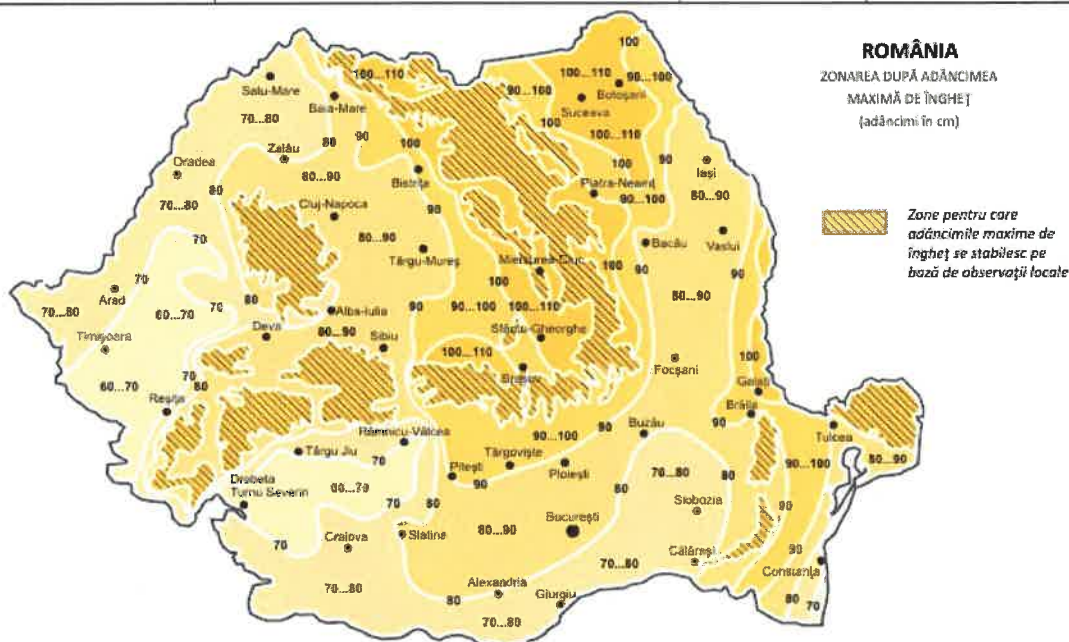 ROMÂNIA
ZONAREA DUPĂ ADÂNCIMEA
MAXIMĂ DE ÎNGHEȚ
(adâncimi în cm)
Zone pentru care
adâncimile maxime de
îngheț se stabilesc pe
bază de observații locale
100
100...110
100...110
90...100
90...100
Satu-Mare
Botoșani
Suceava
Baia-Mare
70...80
100
100...110
90
80
100
100
90
Zalău
Iași
Oradea
80
80...90
Bistrița
Piatra-Neamț
80...90
70...80
90
90...100
Cluj-Napoca
100
70
80...90
Bacău
Vaslui
Târgu-Mureș
90
Miercurea-Ciuc
70
100
90
Arad
80...90
70...80
60...70
70
80
Alba-Iulia
90
90...100
100...110
Timișoara
Deva
80...90
Sibiu
Sfântu-Gheorghe
100...110
100
Focșani
70
Brașov
60...70
80
Galați
Reșița
Brăila
90
Râmnicu-Vâlcea
90...100
90
Buzău
Tulcea
Târgu Jiu
70
Târgoviște
80...90
Pitești
Ploiești
70...80
80
90...100
Drobeta
Turnu Severin
60...70
90
70
80
80
Slobozia
90
80...90
București
70
Craiova
Slatina
Călărași
90
70...80
Constanța
70...80
Alexandria
80
Giurgiu
80
70
70...80